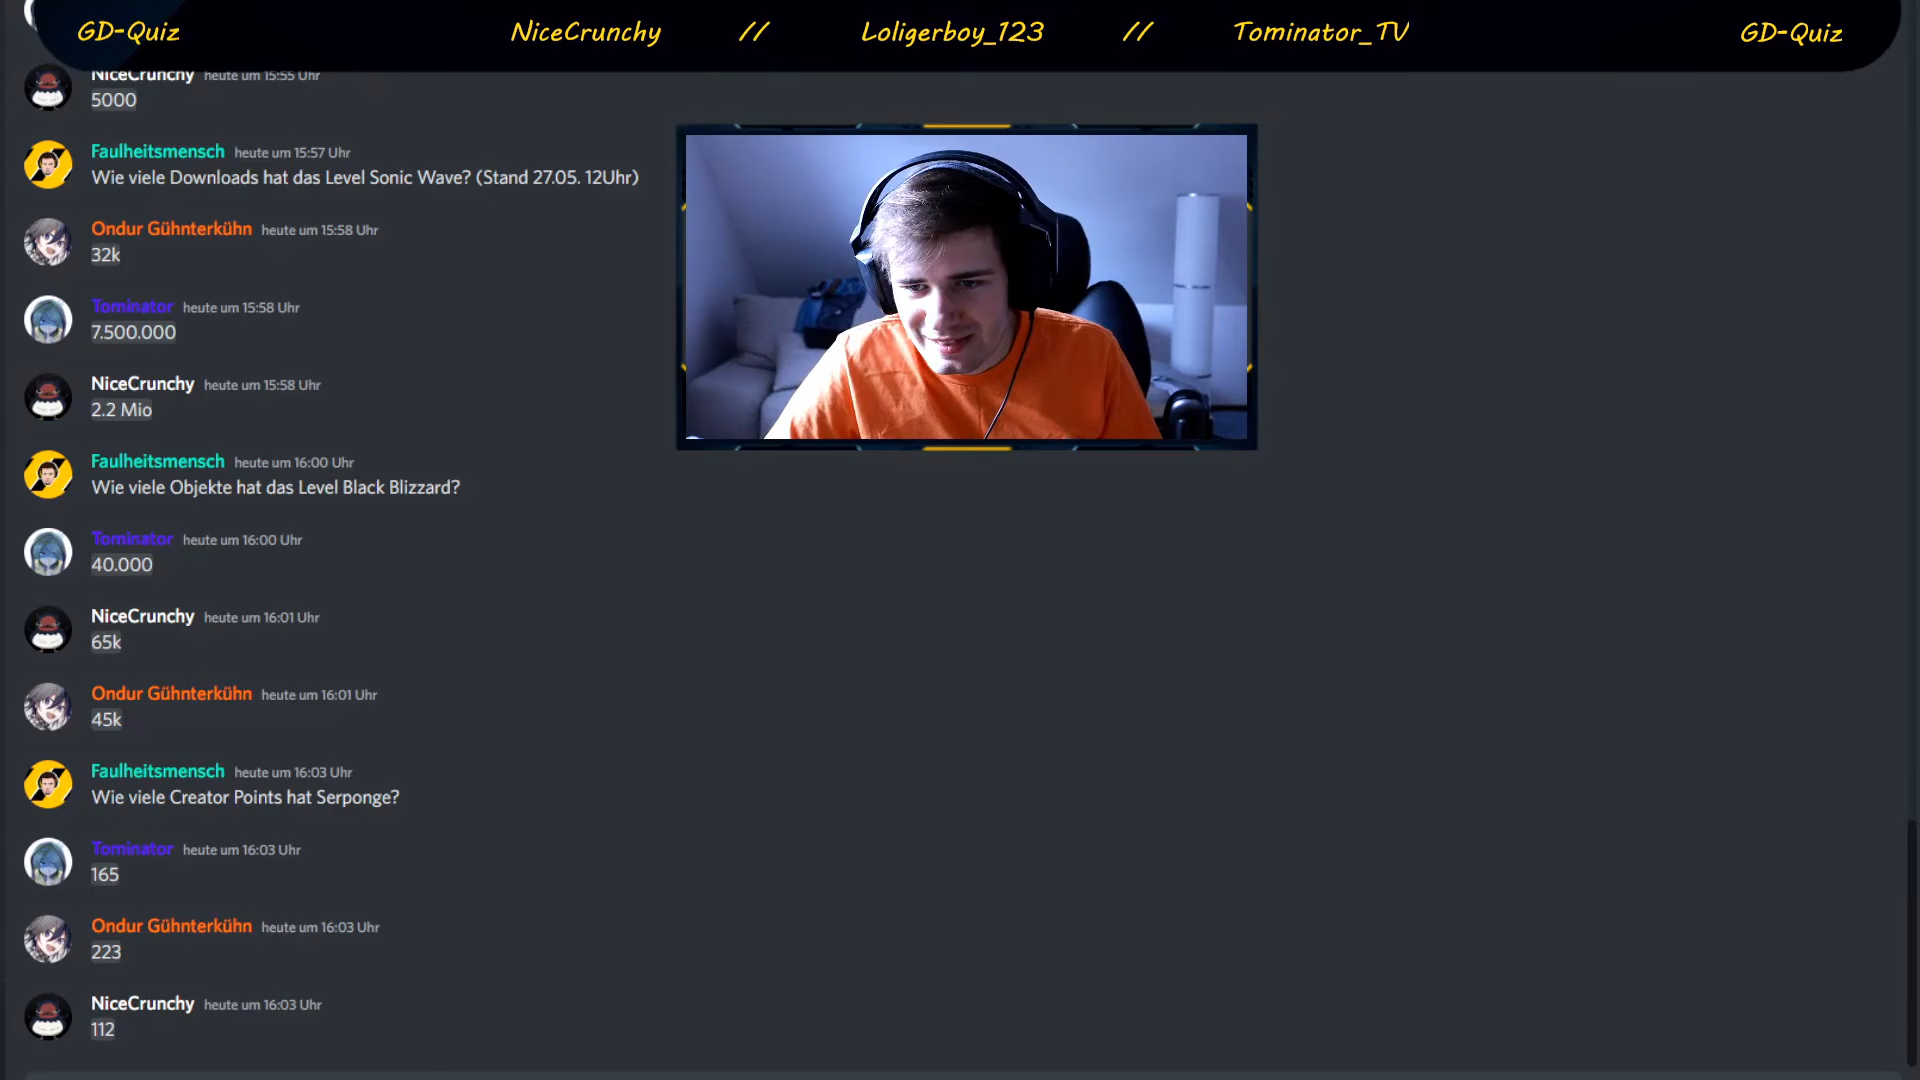 GD-Quiz NiceCrunchy // Loligerboy_123 // Tominator_TV GD-Quiz
NiceCrunchy heute um 15:55 Uhr
5000
Faulheitsmensch heute um 15:57 Uhr
Wie viele Downloads hat das Level Sonic Wave? (Stand 27.05. 12Uhr)
Ondur Gühnterkühn heute um 15:58 Uhr
32k
Tominator heute um 15:58 Uhr
7.500.000
NiceCrunchy heute um 15:58 Uhr
2.2 Mio
Faulheitsmensch heute um 16:00 Uhr
Wie viele Objekte hat das Level Black Blizzard?
Tominator heute um 16:00 Uhr
40.000
NiceCrunchy heute um 16:01 Uhr
65k
Ondur Gühnterkühn heute um 16:01 Uhr
45k
Faulheitsmensch heute um 16:03 Uhr
Wie viele Creator Points hat Serponge?
Tominator heute um 16:03 Uhr
165
Ondur Gühnterkühn heute um 16:03 Uhr
223
NiceCrunchy heute um 16:03 Uhr
112